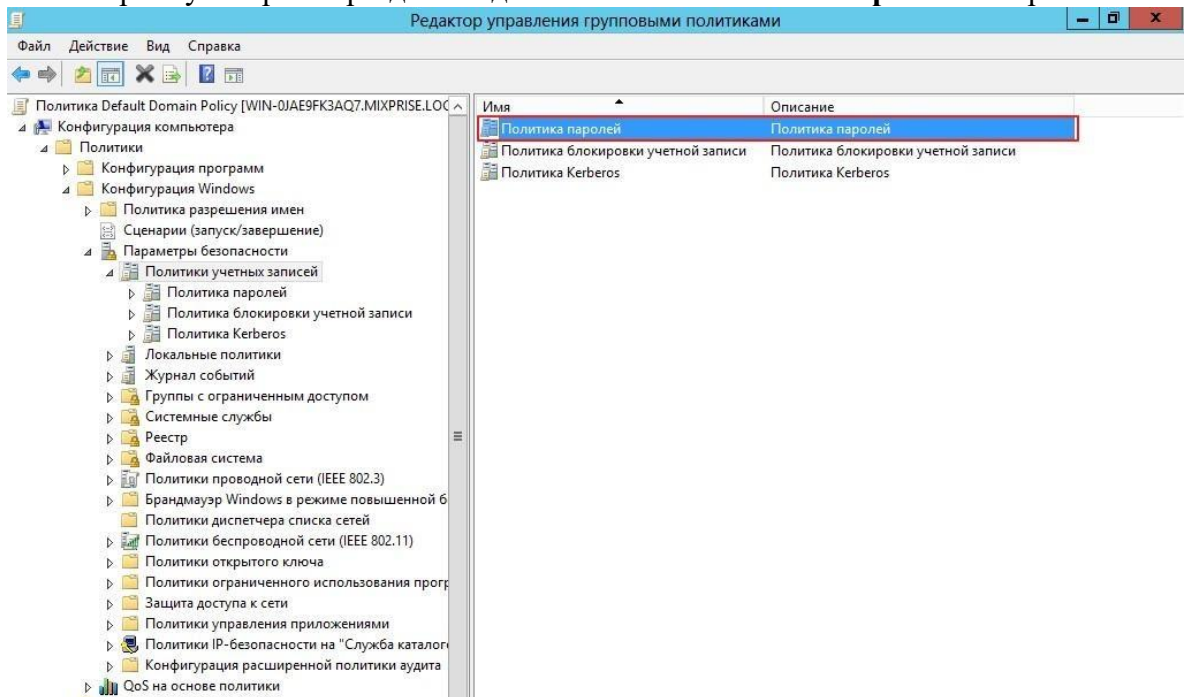 Редактор управления групповыми политиками
Файл Действие Вид Справка
Политика Default Domain Policy [WIN-0JAE9FK3AQ7.MIXPRISE.LOC
Конфигурация компьютера
Политики
Конфигурация программ
Конфигурация Windows
Политика разрешения имен
Сценарии (запуск/завершение)
Параметры безопасности
Политики учетных записей
Политика паролей
Политика блокировки учетной записи
Политика Kerberos
Локальные политики
Журнал событий
Группы с ограниченным доступом
Системные службы
Реестр
Файловая система
Политики проводной сети (IEEE 802.3)
Брандмауэр Windows в режиме повышенной б
Политики диспетчера списка сетей
Политики беспроводной сети (IEEE 802.11)
Политики открытого ключа
Политики ограниченного использования прогр
Защита доступа к сети
Политики управления приложениями
Политики IP-безопасности на "Служба каталого
Конфигурация расширенной политики аудита
QoS на основе политики
Имя Описание
Политика паролей Политика паролей
Политика блокировки учетной записи Политика блокировки учетной записи
Политика Kerberos Политика Kerberos